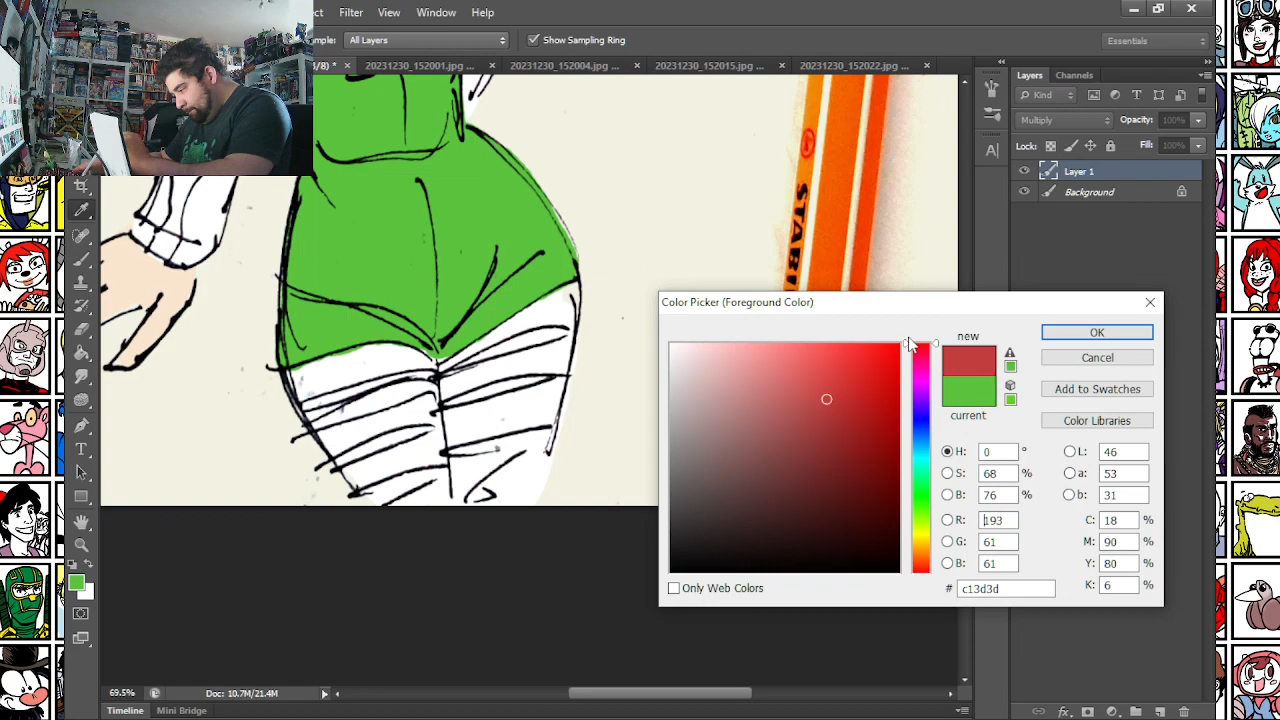 Filter View Window Help
All Layers Show Sampling Ring Essentials
/8) * × 20231230_152001.jpg ... × 20231230_152004.jpg ... × 20231230_152015.jpg ... × 20231230_152022.jpg ... ×
Layers Channels
Kind
Multiply Opacity: 100%
Lock: Fill: 100%
Layer 1
Background
STABI
Color Picker (Foreground Color)
new
OK
Cancel
Add to Swatches
current
Color Libraries
H: 0 ° L: 46
S: 68 % a: 53
B: 76 % b: 31
R: 193 C: 18 %
G: 61 M: 90 %
B: 61 Y: 80 %
Only Web Colors # c13d3d K: 6 %
69.5% Doc: 10.7M/21.4M
Timeline Mini Bridge